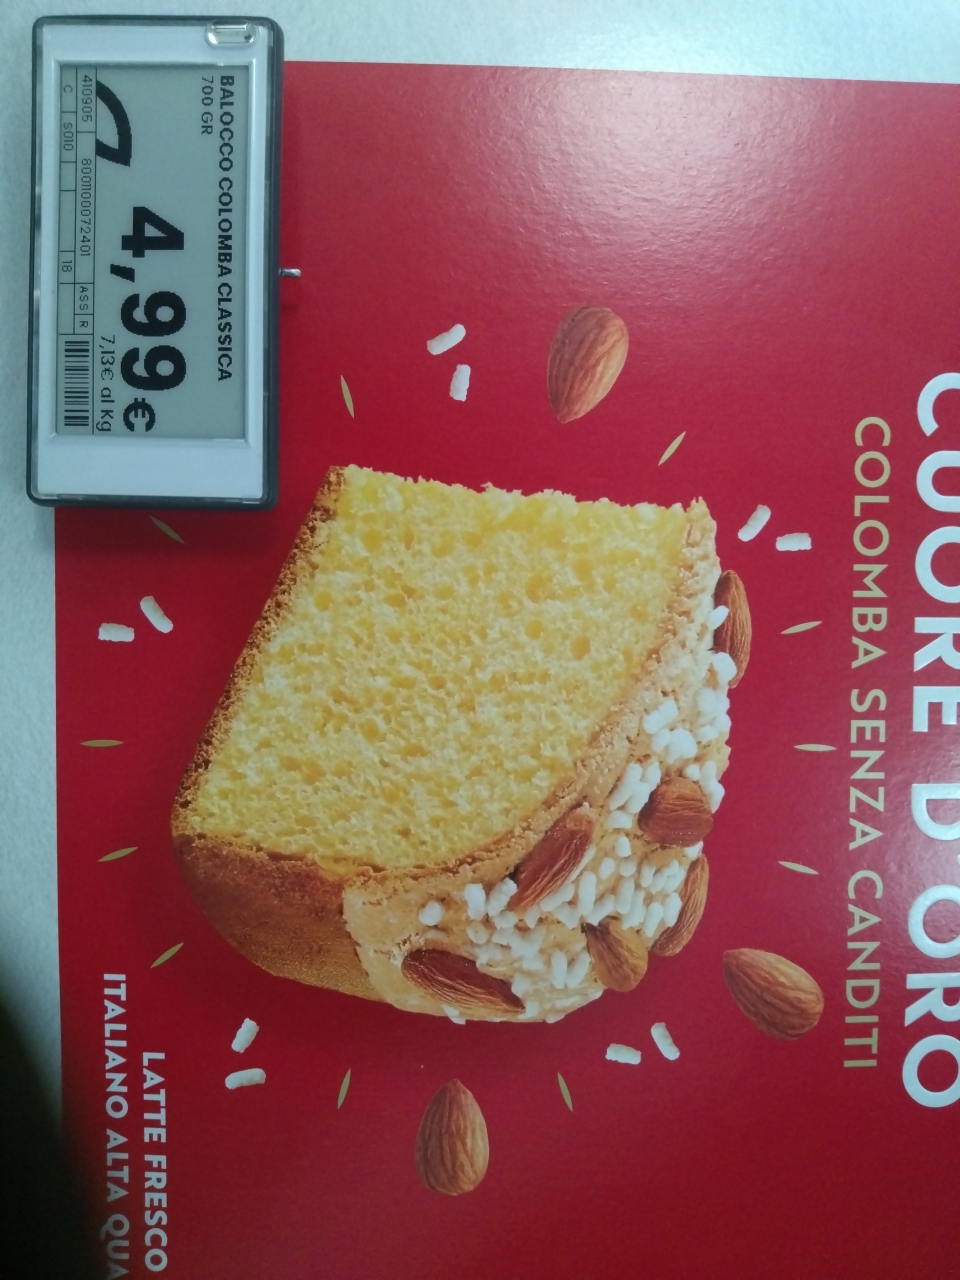 BALOCCO COLOMBA CLASSICA
700 GR
4,99€
7,13€ al Kg
410905 8001100072401 ASS R
C S010 18
CUORE D'ORO
COLOMBA SENZA CANDITI
LATTE FRESCO
ITALIANO ALTA QUA